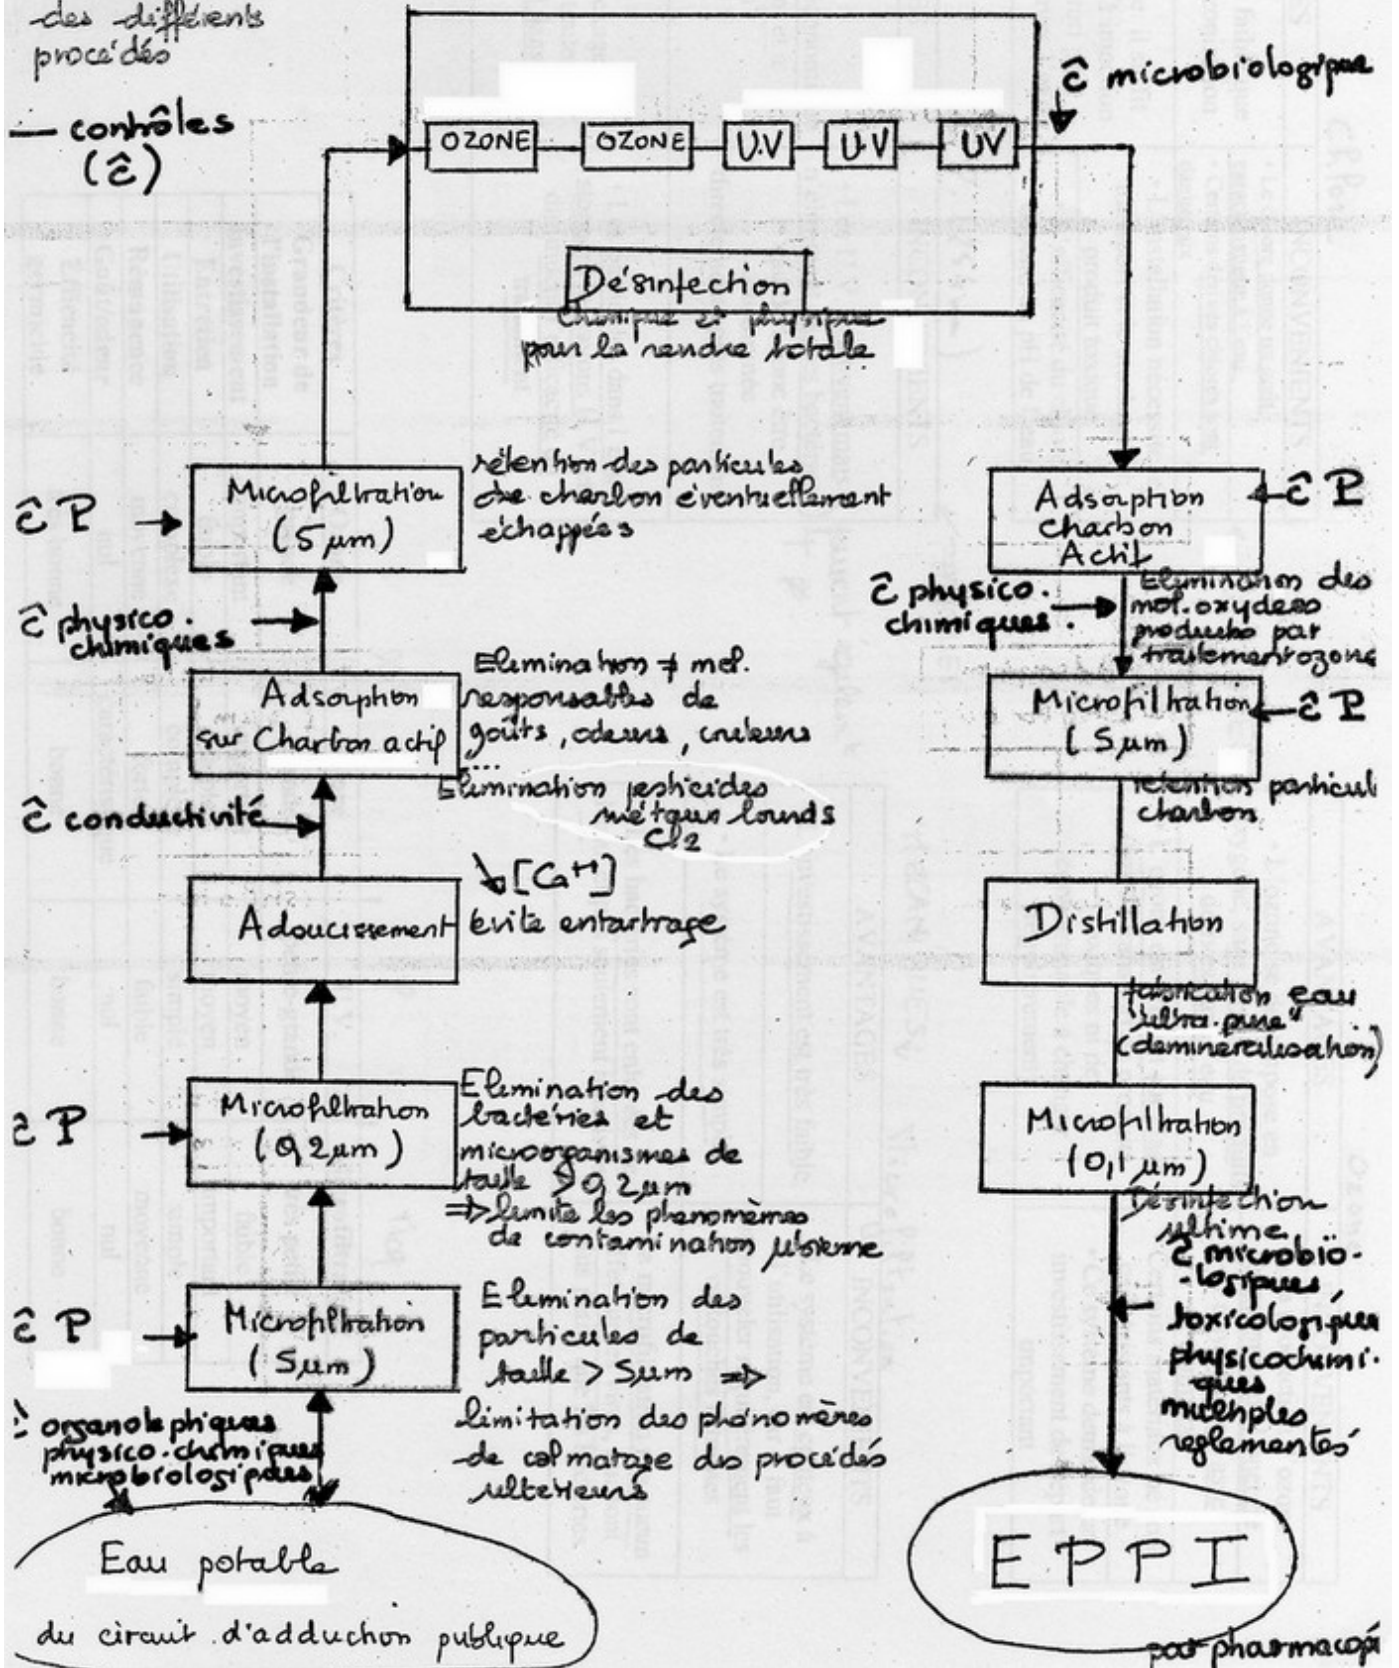 des différents
procédés
— contrôles
(ĉ)
OZONE
OZONE
U.V
U.V
UV
ĉ microbiologique
Désinfection
Chimique et physique
pour la rendre totale
ĉ P
Microfiltration
(5 µm)
rétention des particules
de charbon éventuellement
échappées
ĉ physico.
chimiques
Adsorption
sur Charbon actif
Elimination ≠ mol.
responsables de
goûts, odeurs, couleurs
....
Elimination pesticides
métaux lourds
Cl2
ĉ conductivité
Adoucissement
↘ [Ca++]
évite entartrage
ĉ P
Microfiltration
(0,2 µm)
Elimination des
bactéries et
microorganismes de
taille > 0,2 µm
⇒ limite les phénomènes
de contamination
ĉ P
Microfiltration
(5 µm)
Elimination des
particules de
taille > 5 µm ⇒
limitation des phénomènes
de colmatage des procédés
ultérieurs
ĉ organoleptiques
physico-chimiques
microbiologiques
Eau potable
du circuit d'adduction publique
Adsorption
Charbon
Actif
ĉ P
ĉ physico.
chimiques.
Elimination des
mol. oxydées
produites par
traitement ozone
Microfiltration
(5 µm)
ĉ P
rétention particul
charbon
Distillation
fabrication eau
"ultra-pure"
(déminéralisation)
Microfiltration
(0,1 µm)
Désinfection
ultime
ĉ microbio-
-logiques,
toxicologiques
physicochimi-
ques
multiples
réglementés
EPPI
par pharmacopé